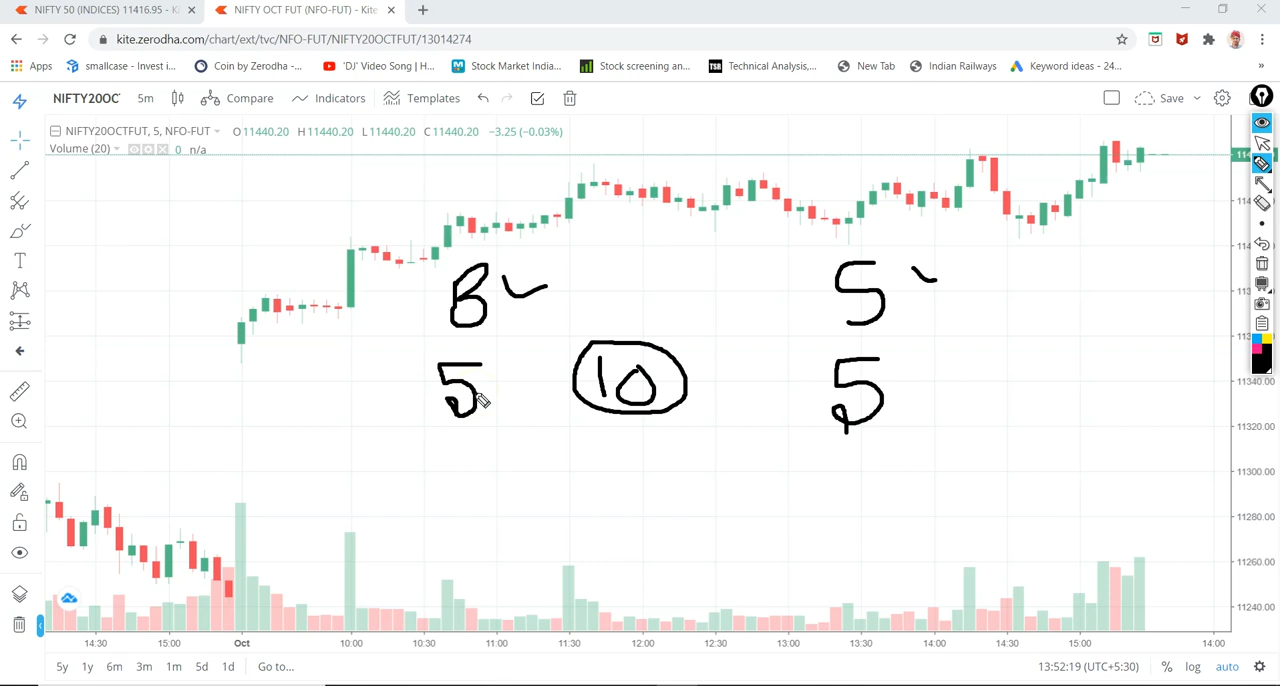 NIFTY 50 (INDICES) 11416.95 - Ki
NIFTY OCT FUT (NFO-FUT) - Kite
kite.zerodha.com/chart/ext/tvc/NFO-FUT/NIFTY20OCTFUT/13014274
Apps smallcase - Invest i... Coin by Zerodha -... 'DJ' Video Song | H... Stock Market India... Stock screening an... TSR Technical Analysis,... New Tab Indian Railways Keyword ideas - 24...
NIFTY20OC 5m Compare Indicators Templates Save
NIFTY20OCTFUT, 5, NFO-FUT O11440.20 H11440.20 L11440.20 C11440.20 −3.25 (−0.03%)
Volume (20) 0 n/a
B S
5 10 5
11340.00
11320.00
11300.00
11280.00
11260.00
11240.00
14:30 15:00 Oct 10:00 10:30 11:00 11:30 12:00 12:30 13:00 13:30 14:00 14:30 15:00 14:00
5y 1y 6m 3m 1m 5d 1d Go to... 13:52:19 (UTC+5:30) % log auto